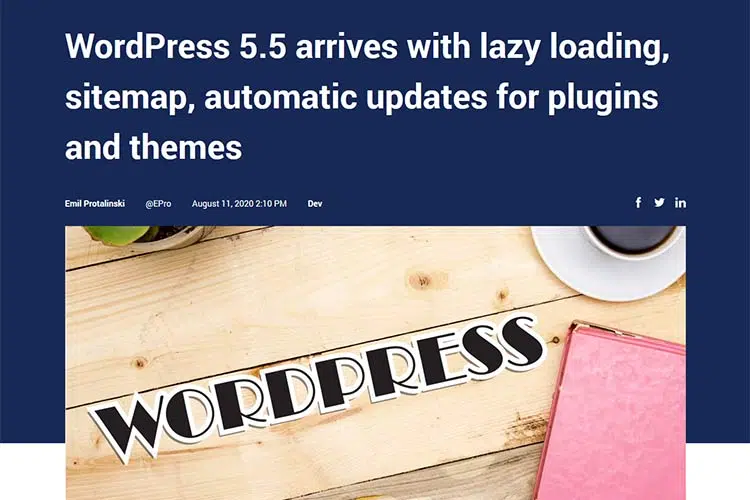 WordPress 5.5 arrives with lazy loading,
sitemap, automatic updates for plugins
and themes
Emil Protalinski @EPro August 11, 2020 2:10 PM Dev
WORDPRESS